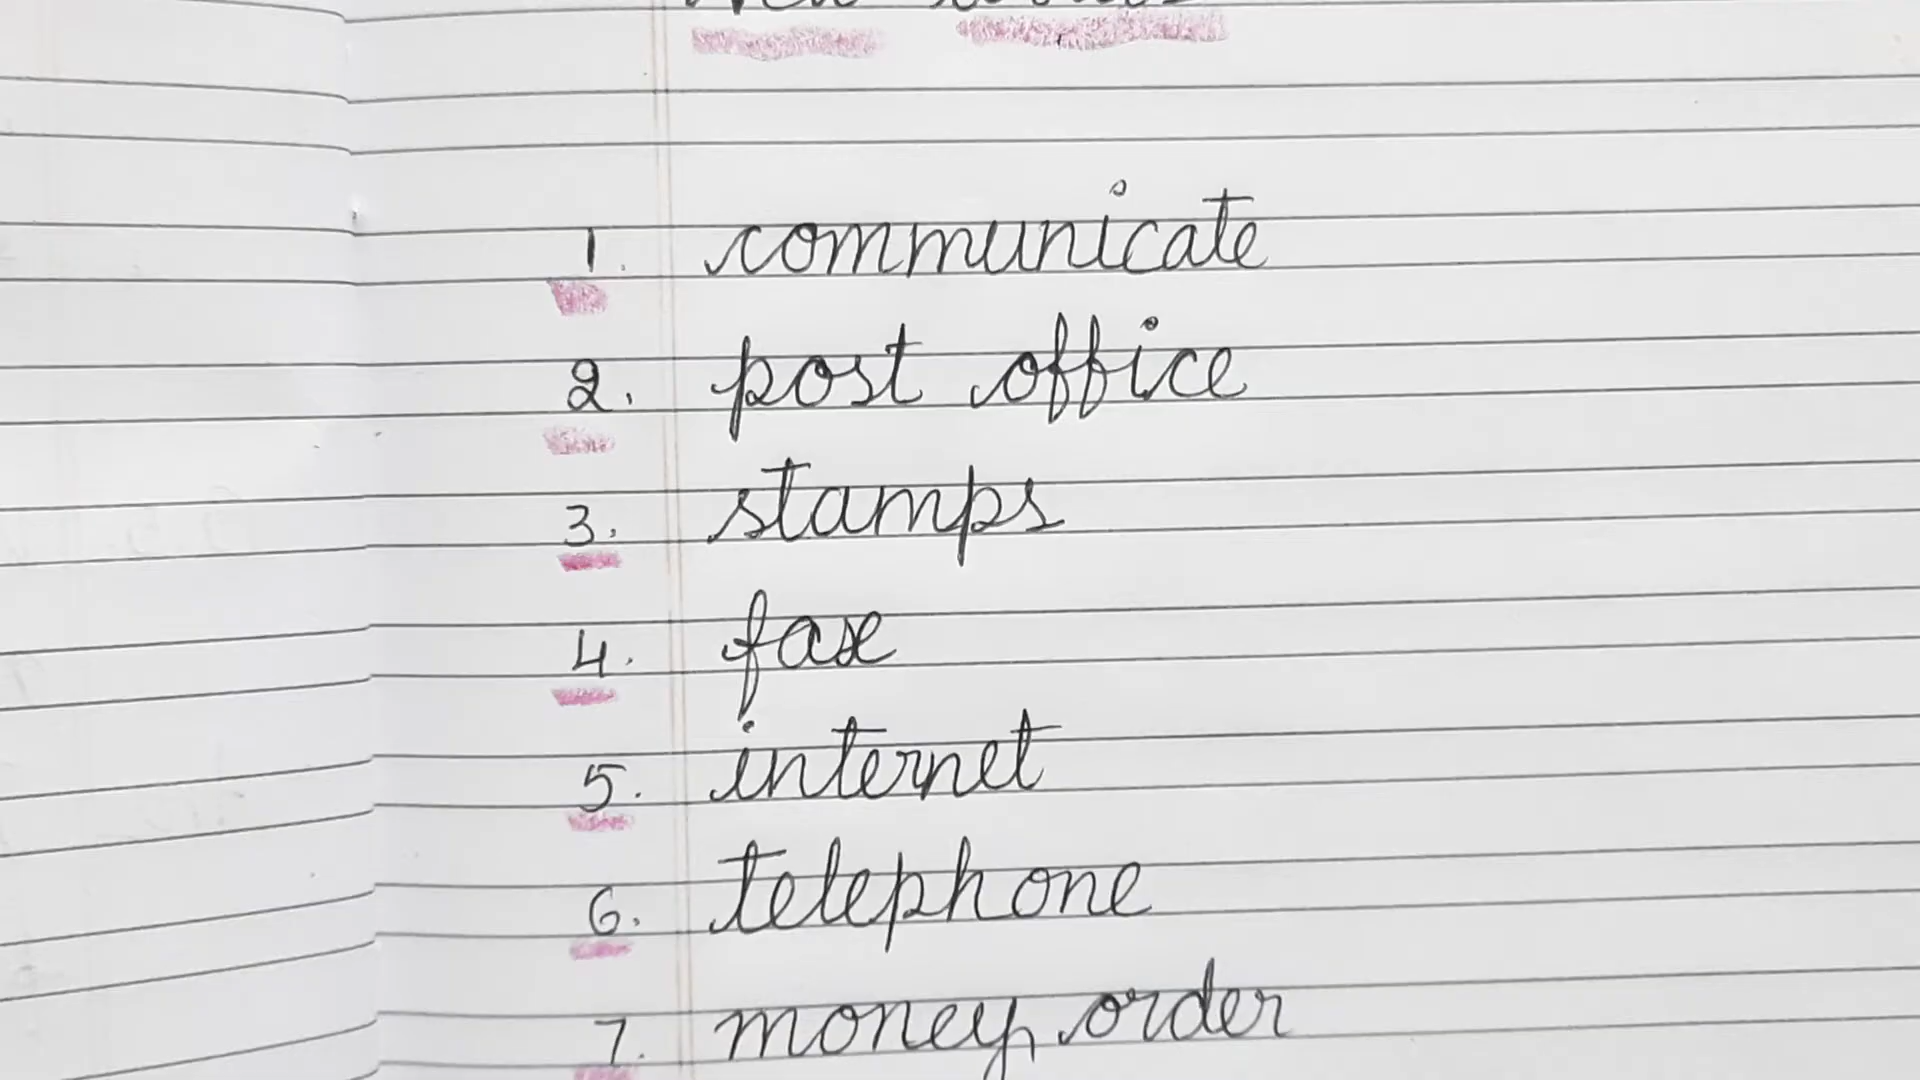 1. communicate
2. post office
3. stamps
4. fax
5. internet
6. telephone
7. money order